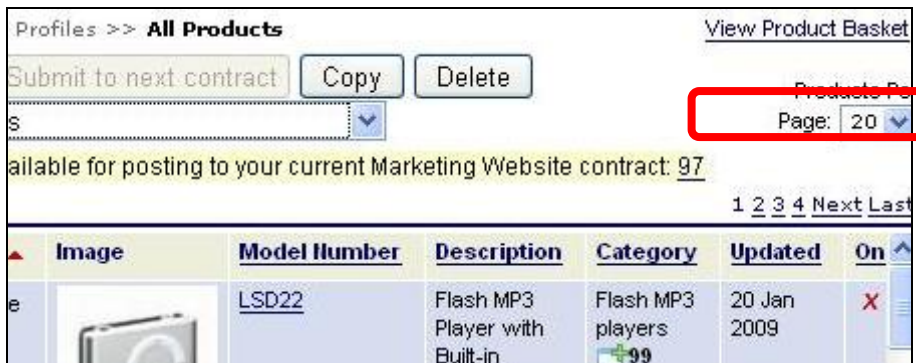 Profiles >> All Products
View Product Basket
Submit to next contract
Copy
Delete
Products Pe
s
Page: 20
ailable for posting to your current Marketing Website contract: 97
1 2 3 4 Next Last
Image
Model Number
Description
Category
Updated
On
e
LSD22
Flash MP3
Player with
Built-in
Flash MP3
players
99
20 Jan
2009
X